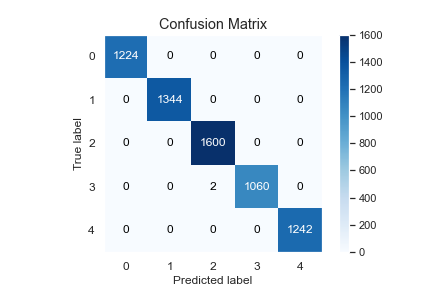 Confusion Matrix
0 1224 0 0 0 0
1 0 1344 0 0 0
2 0 0 1600 0 0
3 0 0 2 1060 0
4 0 0 0 0 1242
0 1 2 3 4
Predicted label
True label
1600
1400
1200
1000
800
600
400
200
0